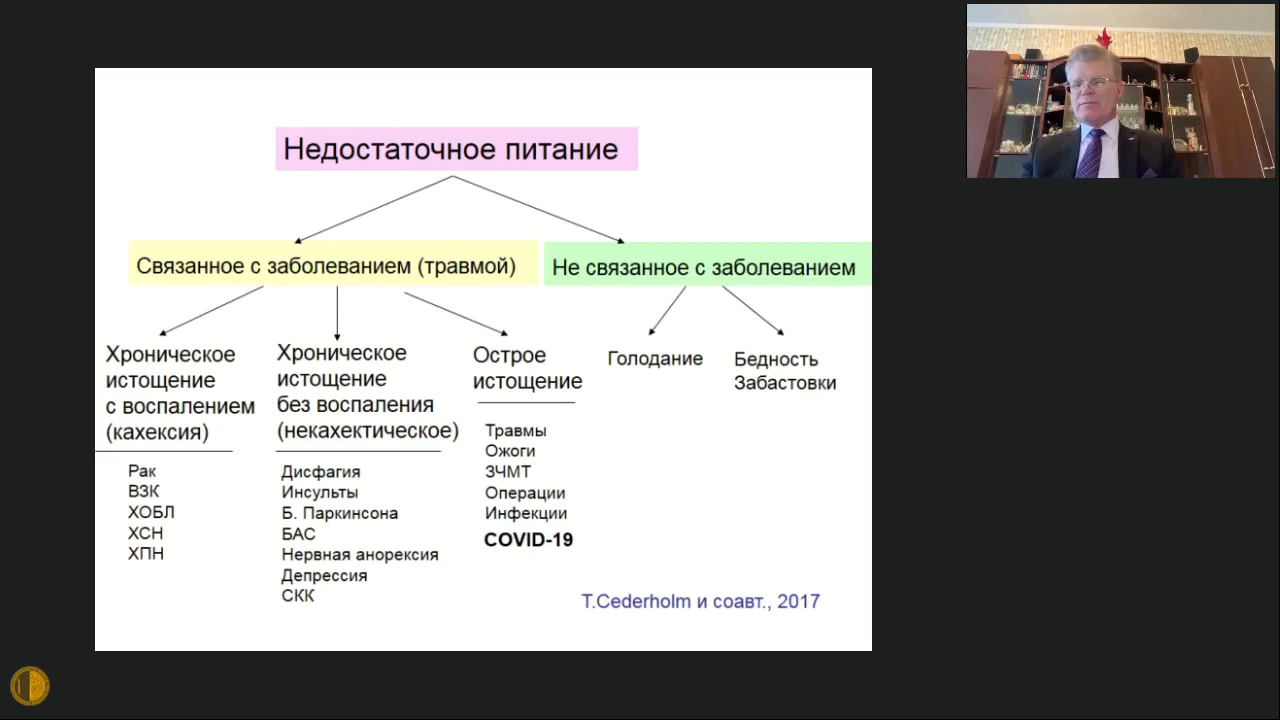 Недостаточное питание
Связанное с заболеванием (травмой)
Не связанное с заболеванием
Хроническое
истощение
с воспалением
(кахексия)
Рак
ВЗК
ХОБЛ
ХСН
ХПН
Хроническое
истощение
без воспаления
(некахектическое)
Дисфагия
Инсульты
Б. Паркинсона
БАС
Нервная анорексия
Депрессия
СКК
Острое
истощение
Травмы
Ожоги
ЗЧМТ
Операции
Инфекции
COVID-19
Голодание
Бедность
Забастовки
T.Cederholm и соавт., 2017